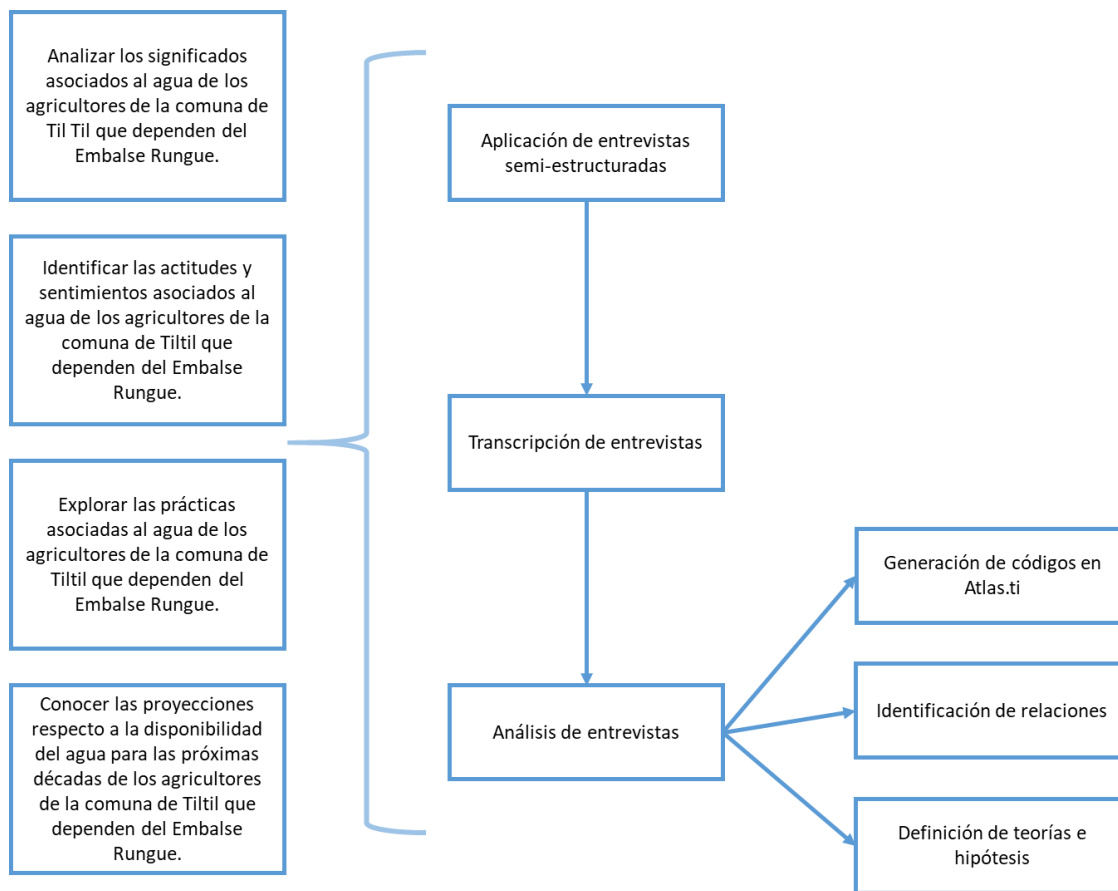 Analizar los significados
asociados al agua de los
agricultores de la comuna de
Til Til que dependen del
Embalse Rungue.
Identificar las actitudes y
sentimientos asociados al
agua de los agricultores de la
comuna de Tiltil que
dependen del Embalse
Rungue.
Explorar las prácticas
asociadas al agua de los
agricultores de la comuna de
Tiltil que dependen del
Embalse Rungue.
Conocer las proyecciones
respecto a la disponibilidad
del agua para las próximas
décadas de los agricultores
de la comuna de Tiltil que
dependen del Embalse
Rungue.
Aplicación de entrevistas
semi-estructuradas
Transcripción de entrevistas
Análisis de entrevistas
Generación de códigos en
Atlas.ti
Identificación de relaciones
Definición de teorías e
hipótesis